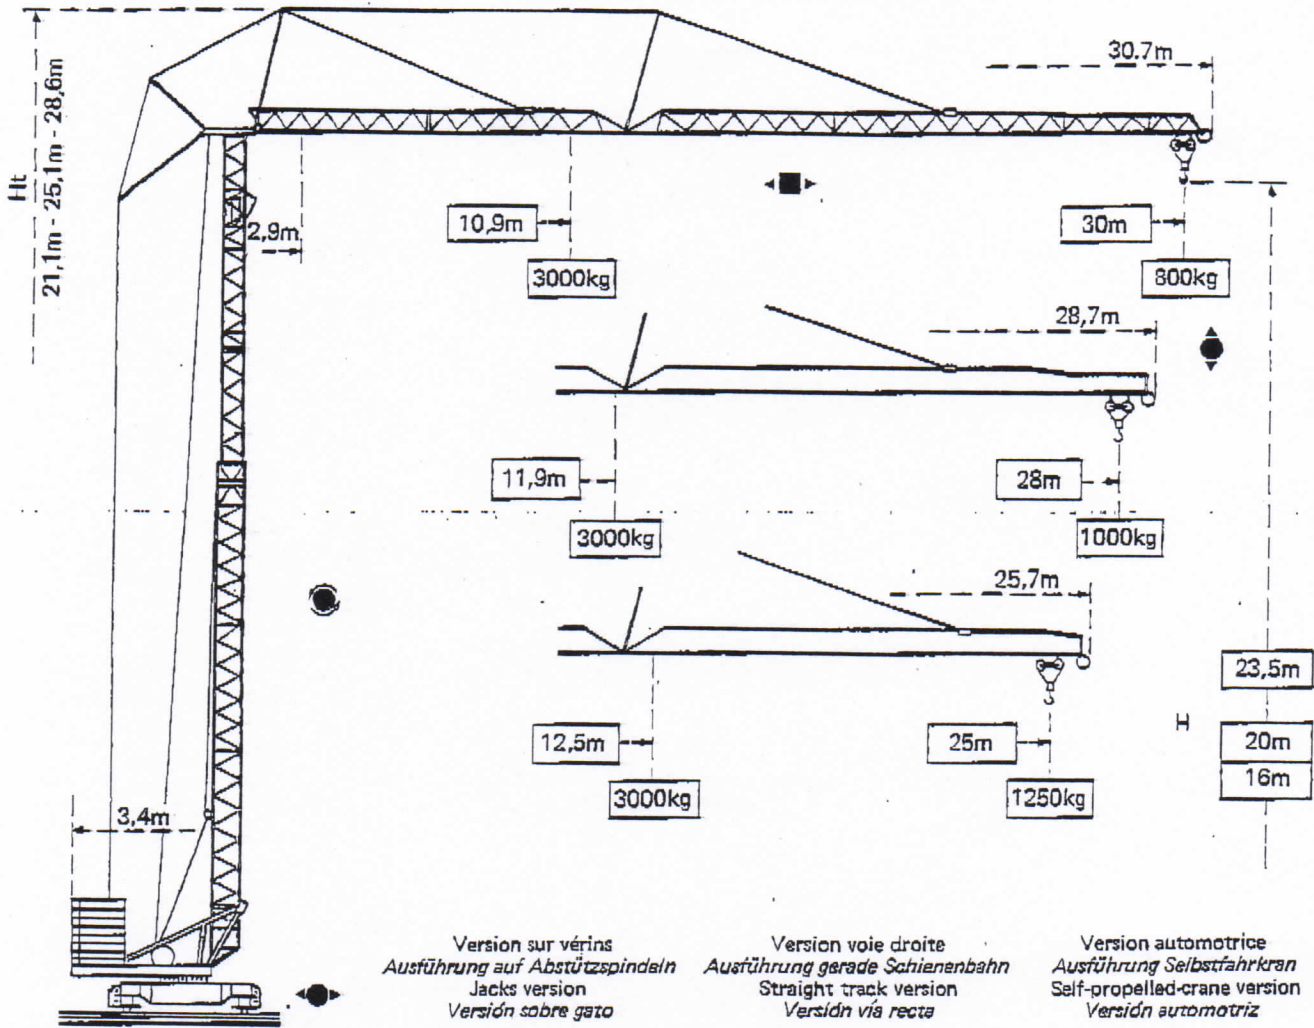 30.7m
Ht
21,1m - 25,1m - 28,6m
2,9m
10,9m
30m
3000kg
800kg
28,7m
11,9m
28m
3000kg
1000kg
25,7m
23,5m
12,5m
25m
H
20m
3000kg
1250kg
16m
3,4m
Version sur vérins
Ausführung auf Abstützspindeln
Jacks version
Versión sobre gato
Version voie droite
Ausführung gerade Schienenbahn
Straight track version
Versión vía recta
Version automotrice
Ausführung Selbstfahrkran
Self-propelled-crane version
Versión automotriz